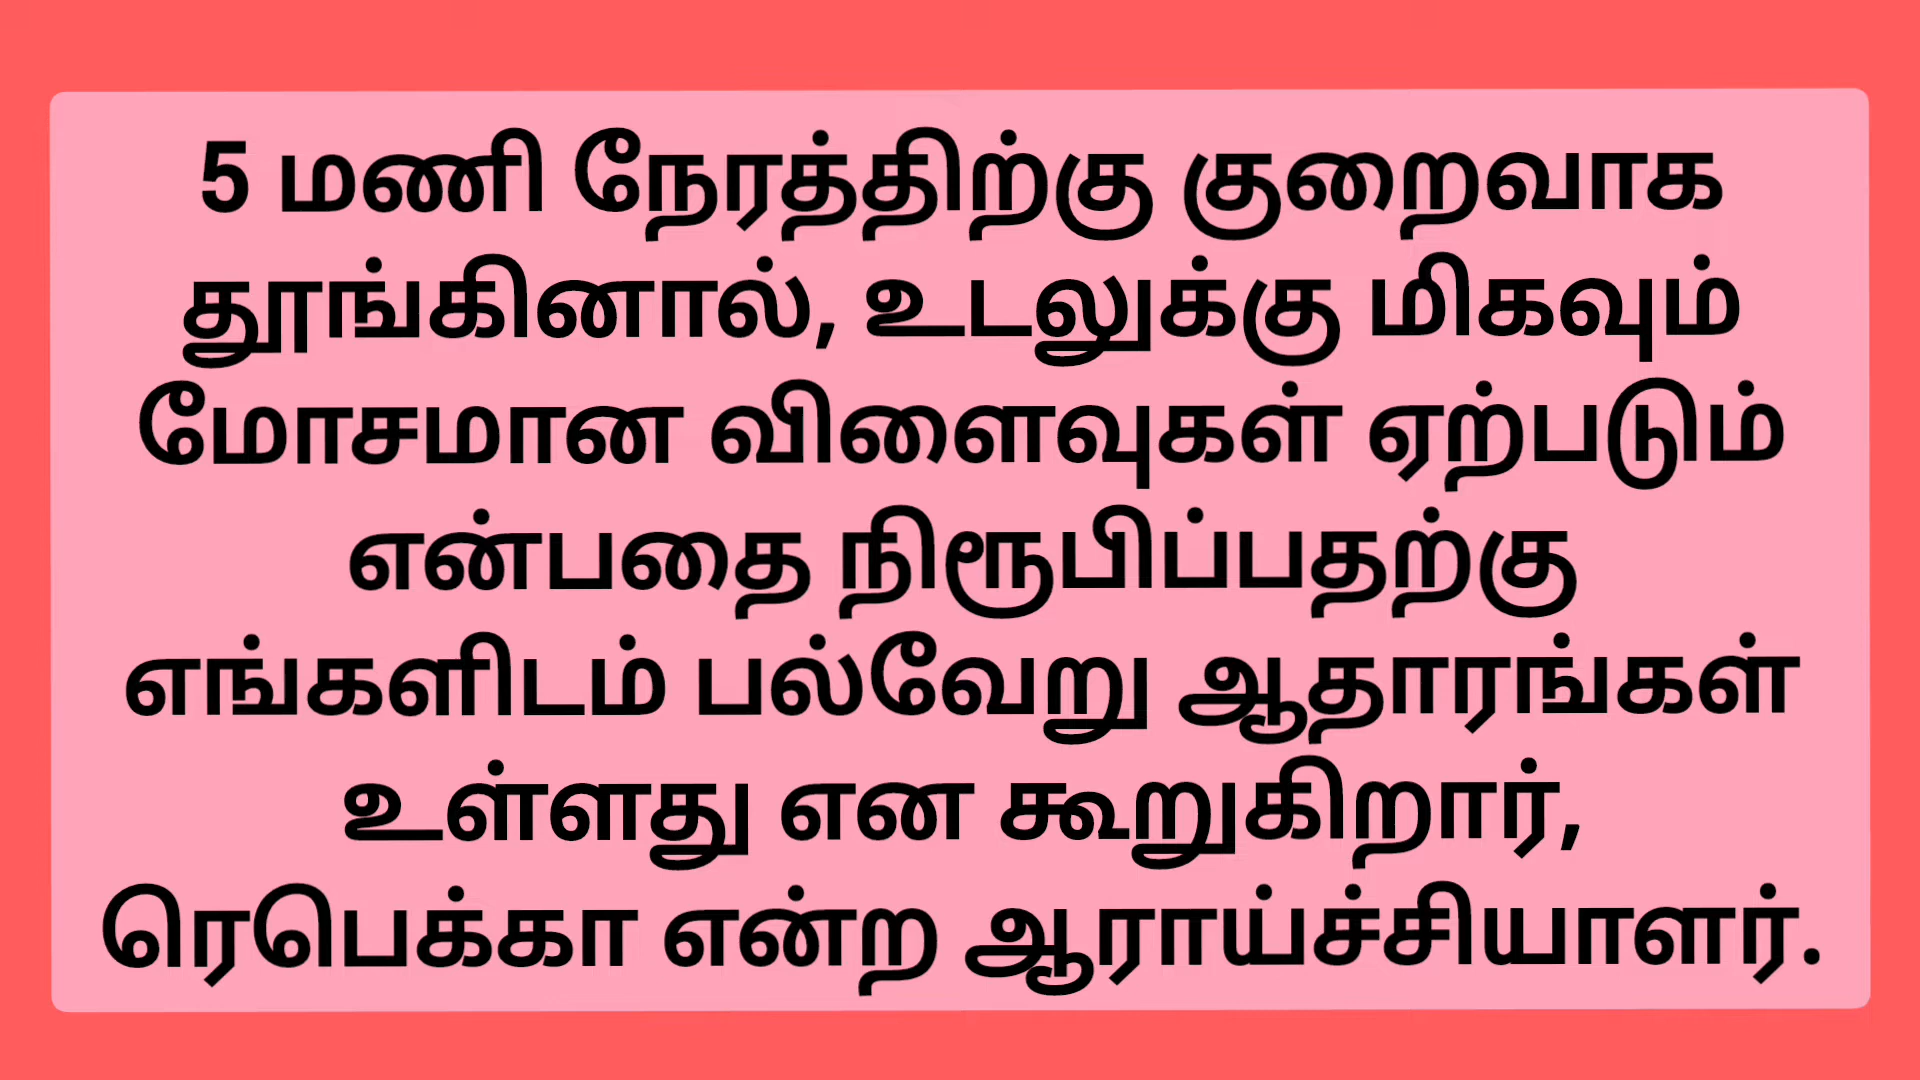 5 மணி நேரத்திற்கு குறைவாக
தூங்கினால், உடலுக்கு மிகவும்
மோசமான விளைவுகள் ஏற்படும்
என்பதை நிரூபிப்பதற்கு
எங்களிடம் பல்வேறு ஆதாரங்கள்
உள்ளது என கூறுகிறார்,
ரெபெக்கா என்ற ஆராய்ச்சியாளர்.